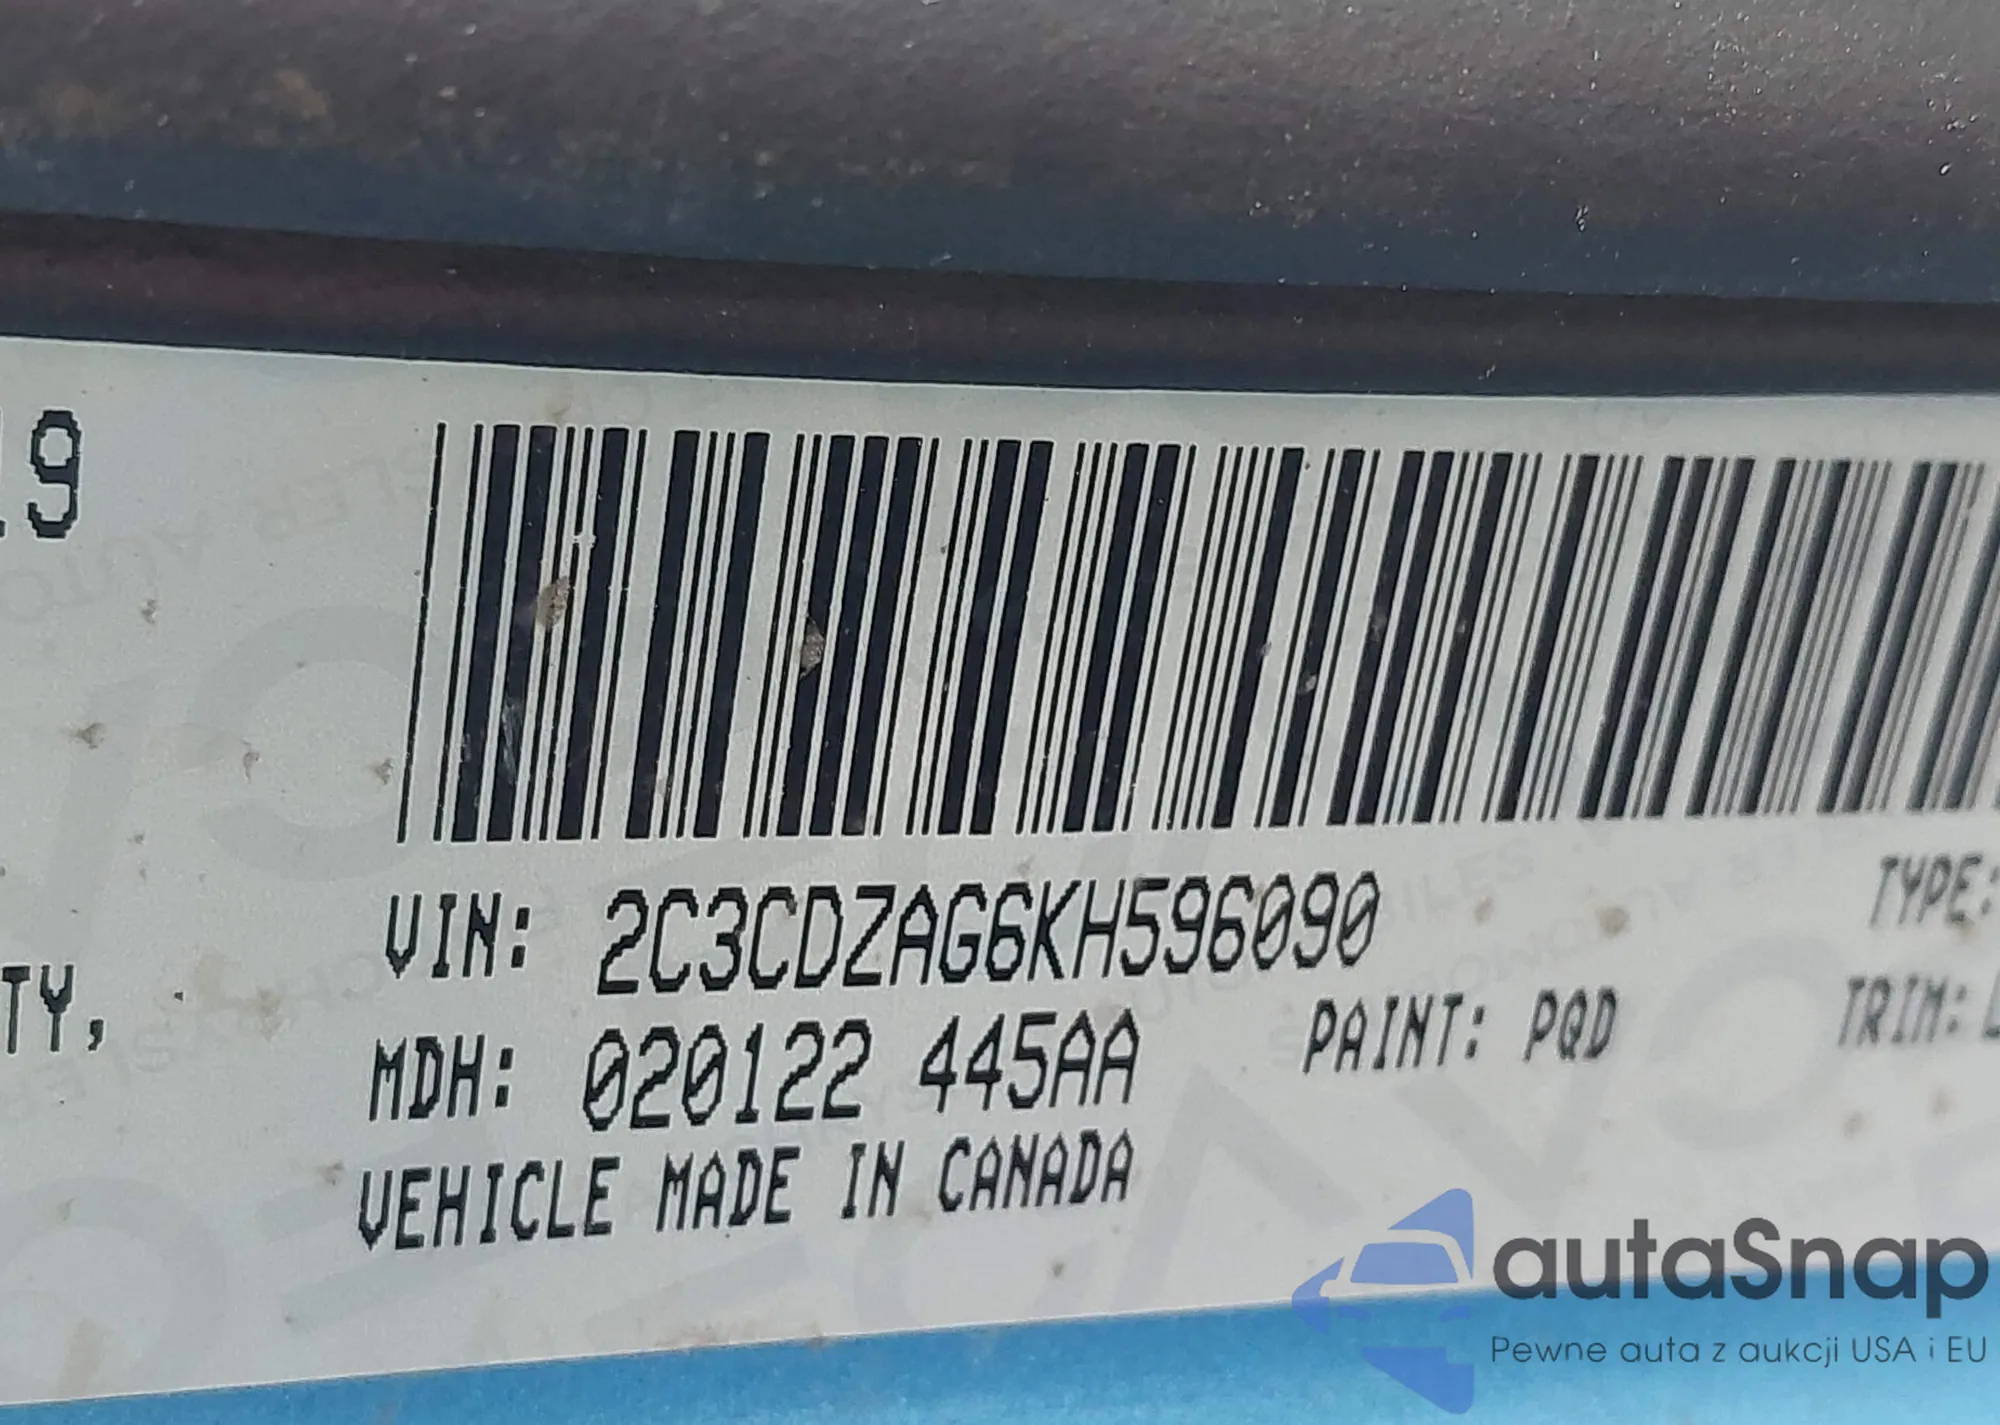 19
VIN: 2C3CDZAG6KH596090
TYPE:
TY,
MDH: 020122 445AA
PAINT: PQD
TRIM:
VEHICLE MADE IN CANADA
autaSnap
Pewne auta z aukcji USA i EU